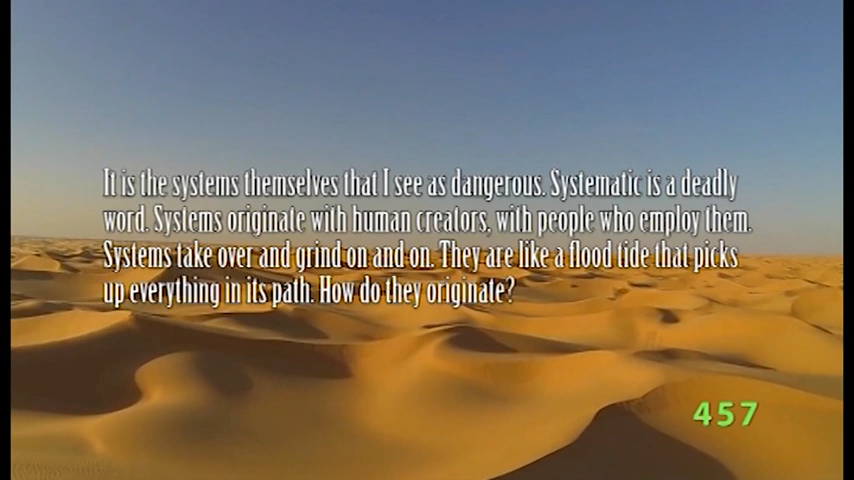 It is the systems themselves that I see as dangerous. Systematic is a deadly
word. Systems originate with human creators, with people who employ them.
Systems take over and grind on and on. They are like a flood tide that picks
up everything in its path. How do they originate?
457